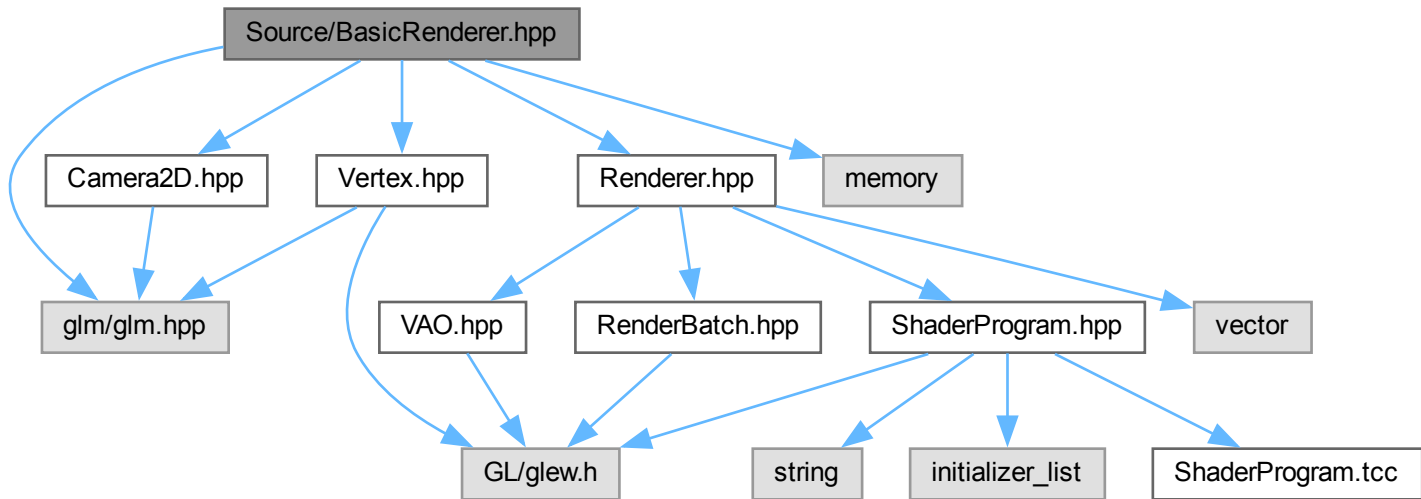 Source/BasicRenderer.hpp
Camera2D.hpp
Vertex.hpp
Renderer.hpp
memory
glm/glm.hpp
VAO.hpp
RenderBatch.hpp
ShaderProgram.hpp
vector
GL/glew.h
string
initializer_list
ShaderProgram.tcc